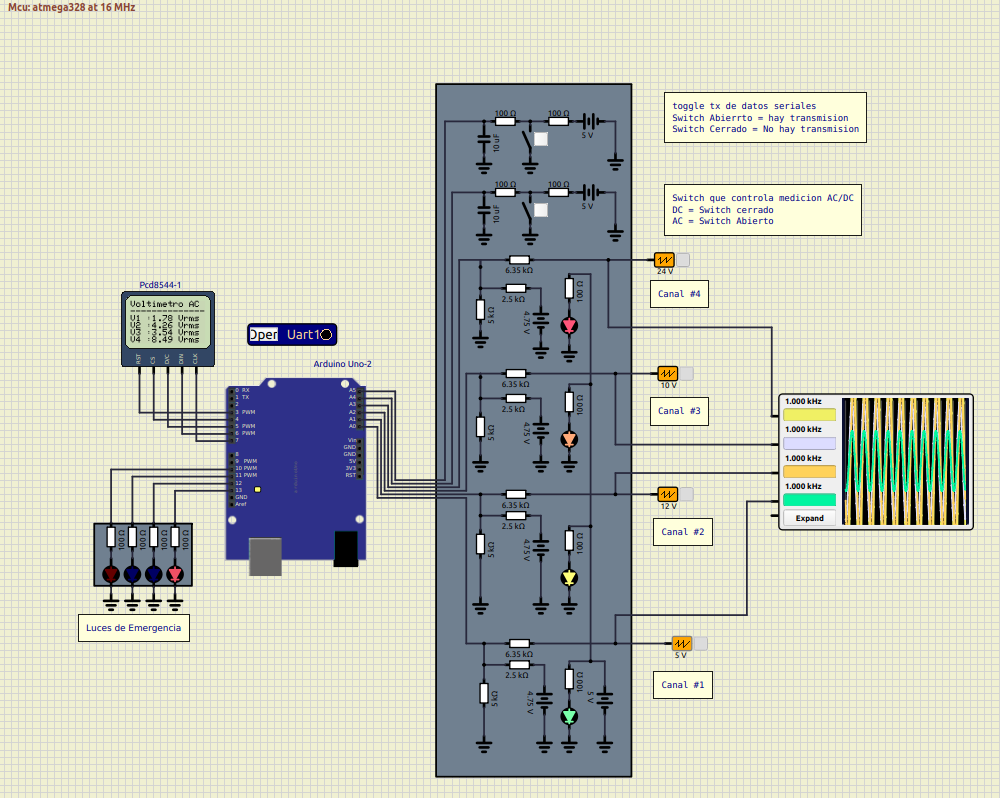 Mcu: atmega328 at 16 MHz
100 Ω
100 Ω
10 uF
5 V
toggle tx de datos seriales
Switch Abierrto = hay transmision
Switch Cerrado = No hay transmision
100 Ω
100 Ω
10 uF
5 V
Switch que controla medicion AC/DC
DC = Switch cerrado
AC = Switch Abierto
6.35 kΩ
24 V
2.5 kΩ
100 Ω
5 kΩ
4.75 V
Canal #4
Pcd8544-1
Voltimetro AC
V1 :1.78 Vrms
V2 :4.26 Vrms
V3 :3.54 Vrms
V4 :8.49 Vrms
RST
CS
D/C
DIN
CLK
Open Uart1
Arduino Uno-2
0 RX
1 TX
2
3 PWM
4
5 PWM
6 PWM
7
8
9 PWM
10 PWM
11 PWM
12
13
GND
Aref
A5
A4
A3
A2
A1
A0
Vin
GND
GND
5V
3V3
RST
6.35 kΩ
10 V
2.5 kΩ
100 Ω
5 kΩ
4.75 V
Canal #3
1.000 kHz
1.000 kHz
1.000 kHz
1.000 kHz
Expand
6.35 kΩ
12 V
2.5 kΩ
100 Ω
5 kΩ
4.75 V
Canal #2
100 Ω
100 Ω
100 Ω
100 Ω
Luces de Emergencia
6.35 kΩ
5 V
2.5 kΩ
100 Ω
5 kΩ
4.75 V
5 V
Canal #1